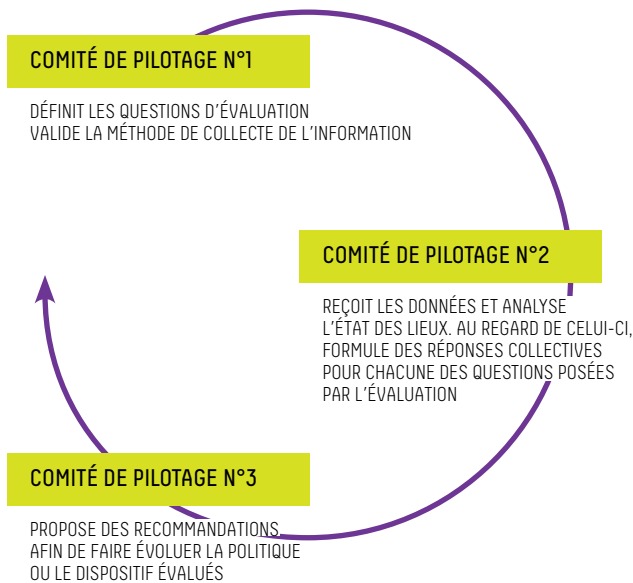 COMITÉ DE PILOTAGE N°1
DÉFINIT LES QUESTIONS D'ÉVALUATION
VALIDE LA MÉTHODE DE COLLECTE DE L'INFORMATION
COMITÉ DE PILOTAGE N°2
REÇOIT LES DONNÉES ET ANALYSE
L'ÉTAT DES LIEUX. AU REGARD DE CELUI-CI,
FORMULE DES RÉPONSES COLLECTIVES
POUR CHACUNE DES QUESTIONS POSÉES
PAR L'ÉVALUATION
COMITÉ DE PILOTAGE N°3
PROPOSE DES RECOMMANDATIONS
AFIN DE FAIRE ÉVOLUER LA POLITIQUE
OU LE DISPOSITIF ÉVALUÉS